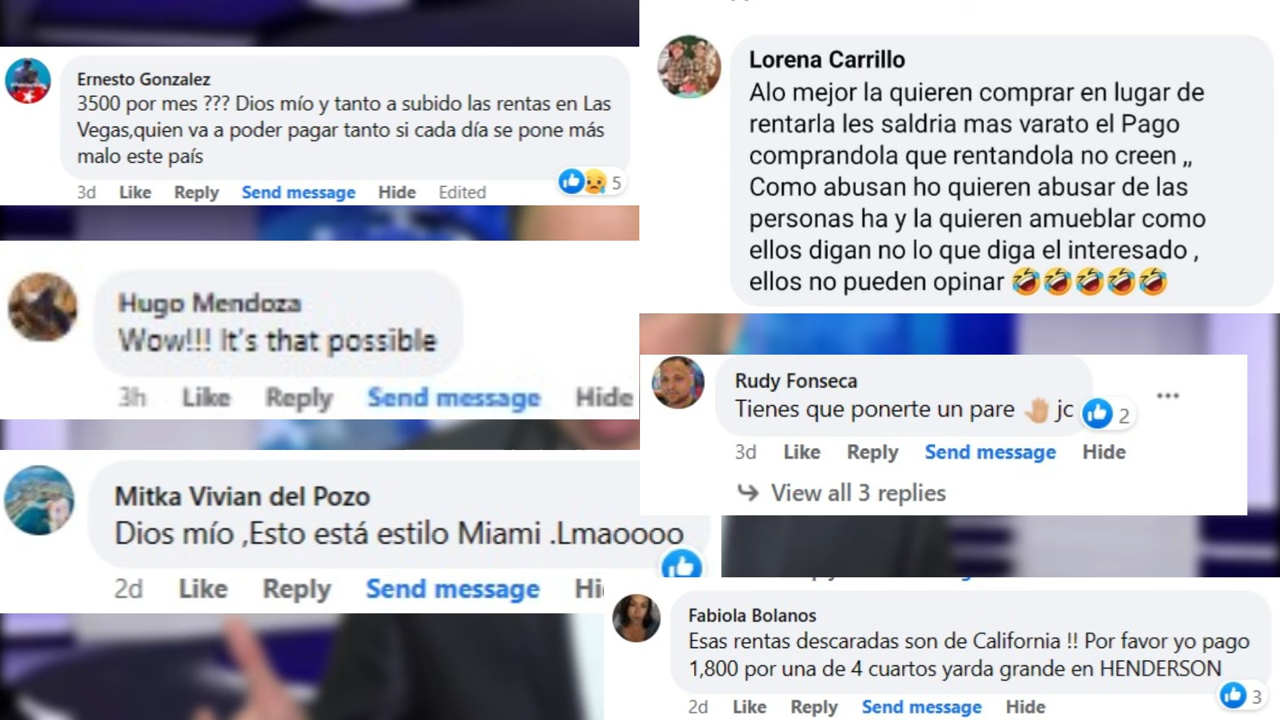 Ernesto Gonzalez
3500 por mes ??? Dios mío y tanto a subido las rentas en Las
Vegas,quien va a poder pagar tanto si cada día se pone más
malo este país
3d Like Reply Send message Hide Edited
5
Hugo Mendoza
Wow!!! It's that possible
3h Like Reply Send message Hide
Mitka Vivian del Pozo
Dios mío ,Esto está estilo Miami .Lmaoooo
2d Like Reply Send message Hi
Lorena Carrillo
Alo mejor la quieren comprar en lugar de
rentarla les saldria mas varato el Pago
comprandola que rentandola no creen ,,
Como abusan ho quieren abusar de las
personas ha y la quieren amueblar como
ellos digan no lo que diga el interesado ,
ellos no pueden opinar 🤣🤣🤣🤣🤣
Rudy Fonseca
Tienes que ponerte un pare 🤚🏼 jc
2
3d Like Reply Send message Hide
View all 3 replies
Fabiola Bolanos
Esas rentas descaradas son de California !! Por favor yo pago
1,800 por una de 4 cuartos yarda grande en HENDERSON
3
2d Like Reply Send message Hide